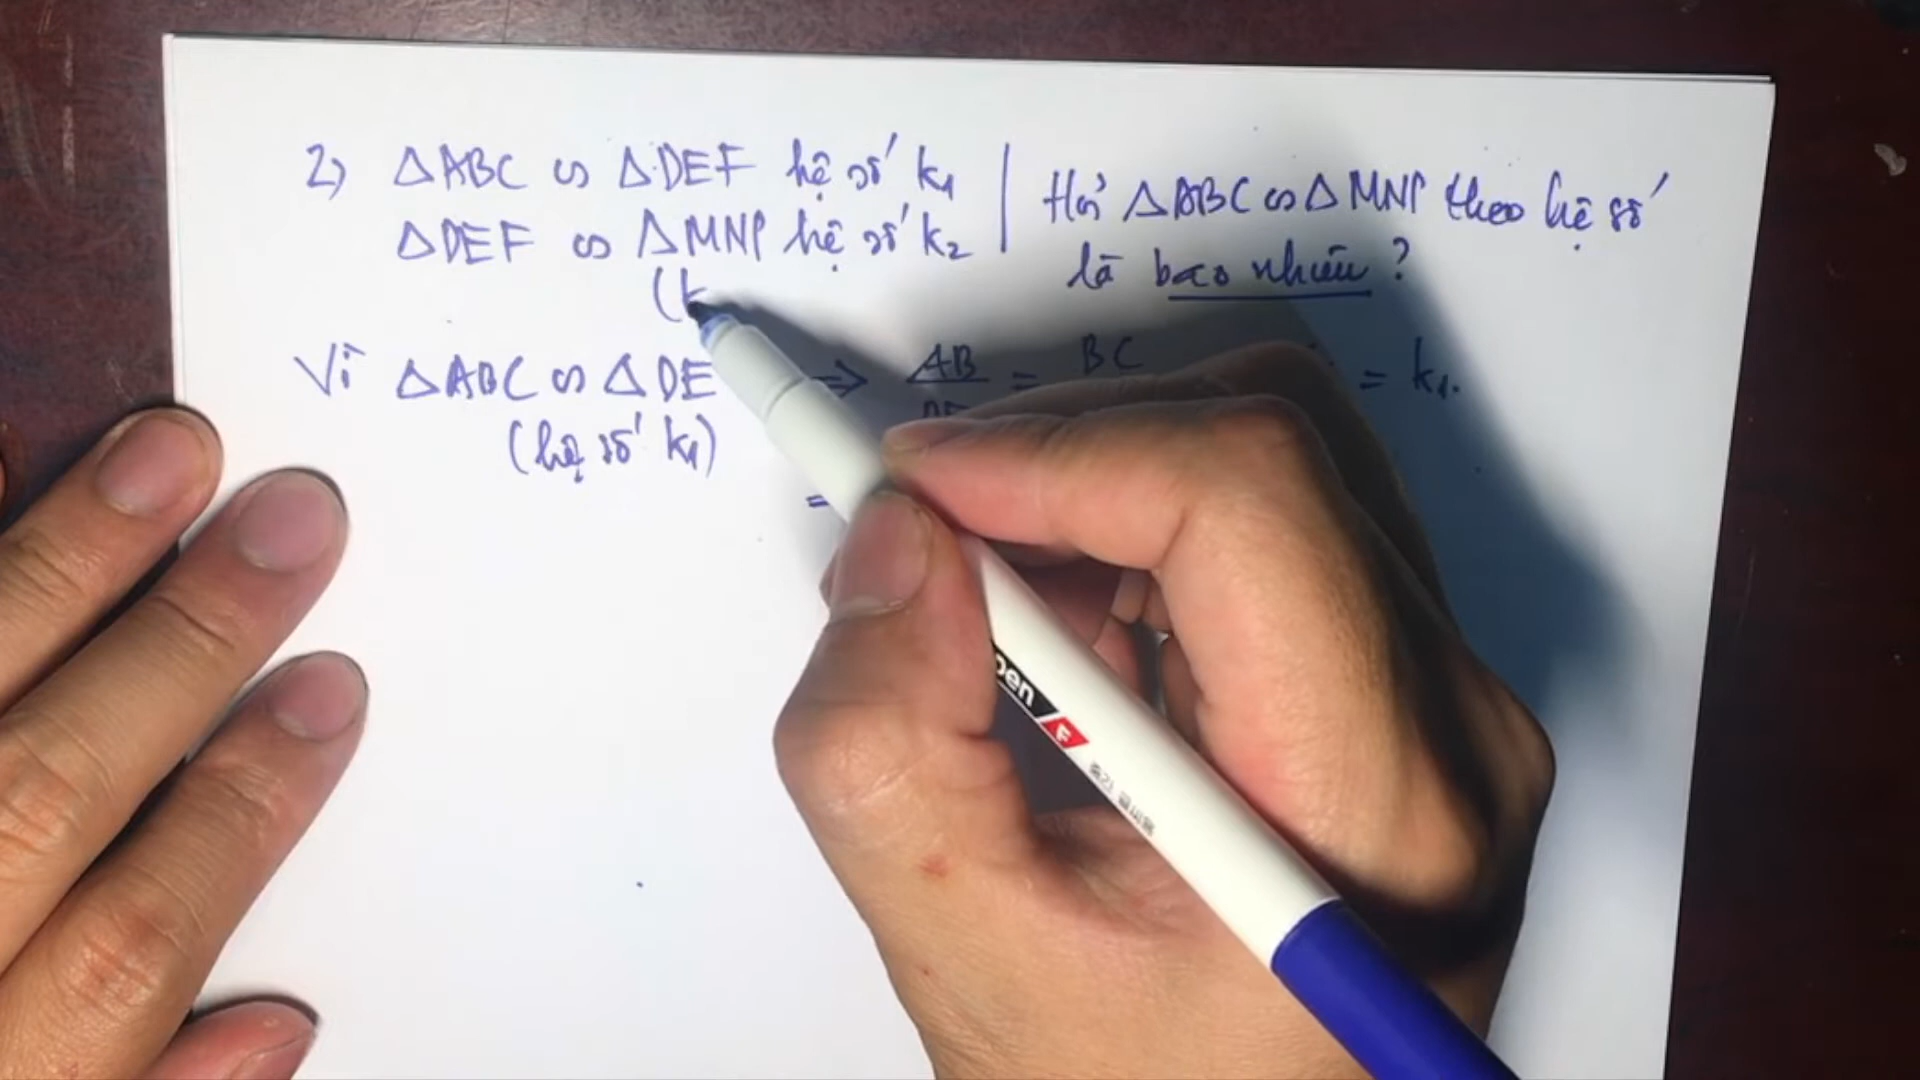 2) ΔABC ∽ ΔDEF hệ số k₁
ΔDEF ∽ ΔMNP hệ số k₂
(k
Hỏi ΔABC ∽ ΔMNP theo hệ số
là bao nhiêu ?
Vì ΔABC ∽ ΔDE ⇒ AB = BC = k₁.
(hệ số k₁)
=
pen